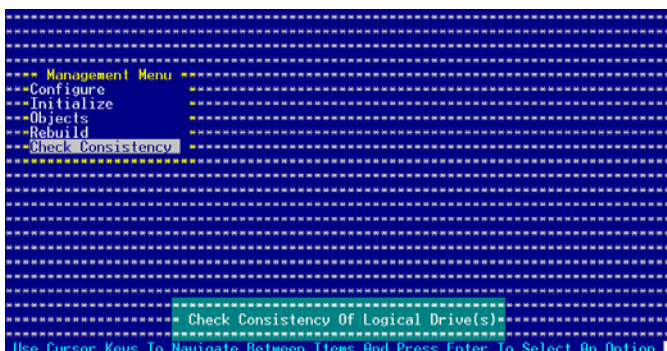 Management Menu
Configure
Initialize
Objects
Rebuild
Check Consistency
Check Consistency Of Logical Drive(s)
Use Cursor Keys To Navigate Between Items And Press Enter To Select An Option